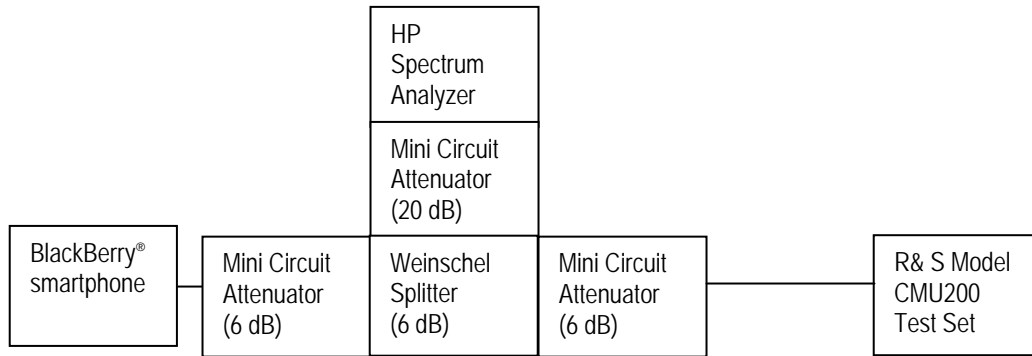 HP
Spectrum
Analyzer
Mini Circuit
Attenuator
(20 dB)
BlackBerry®
smartphone
Mini Circuit
Attenuator
(6 dB)
Weinschel
Splitter
(6 dB)
Mini Circuit
Attenuator
(6 dB)
R& S Model
CMU200
Test Set